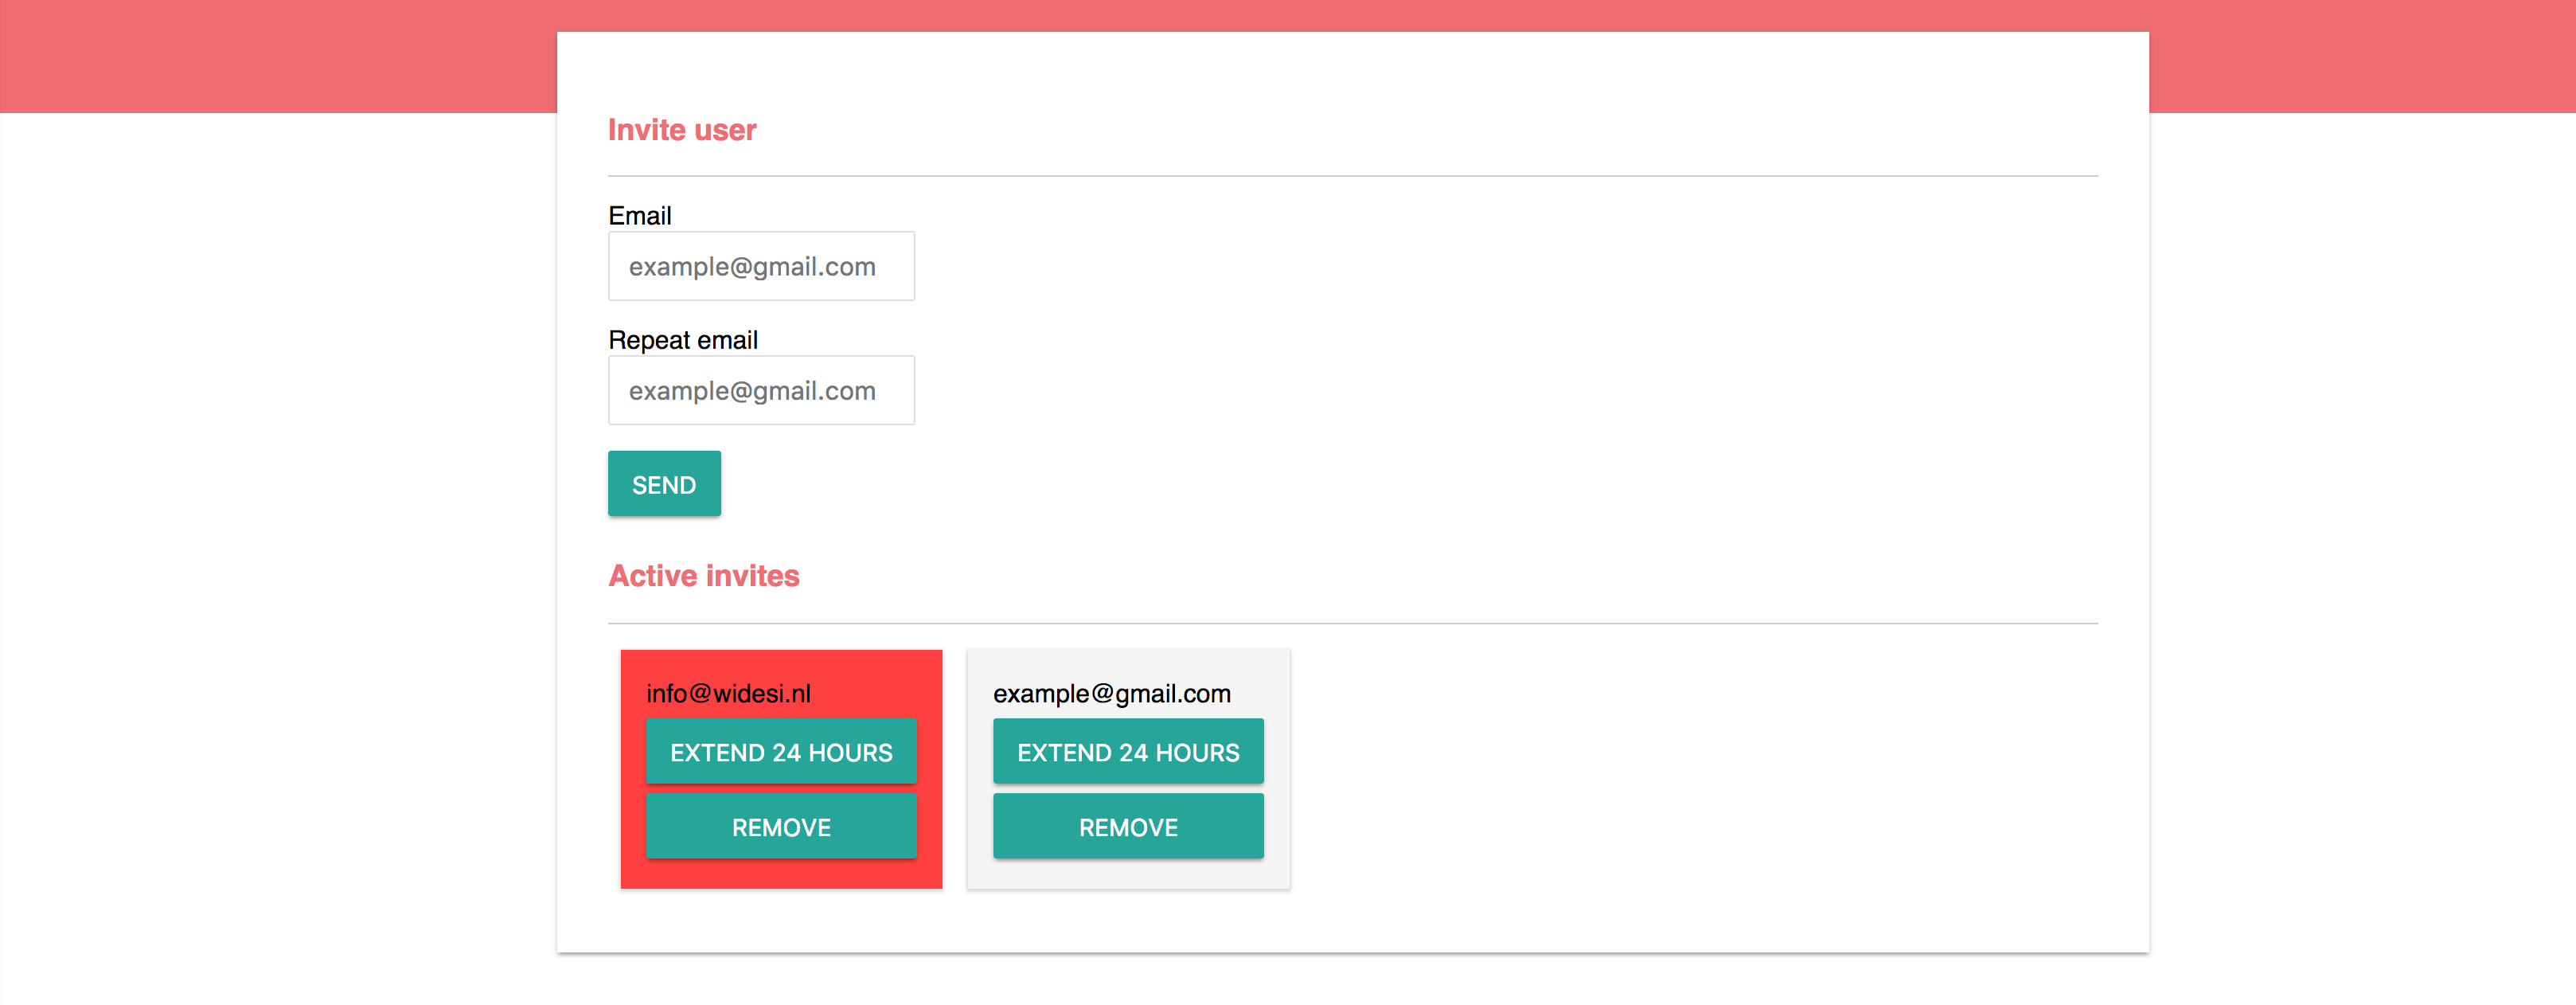 Invite user
Email
example@gmail.com
Repeat email
example@gmail.com
SEND
Active invites
info@widesi.nl
EXTEND 24 HOURS
REMOVE
example@gmail.com
EXTEND 24 HOURS
REMOVE